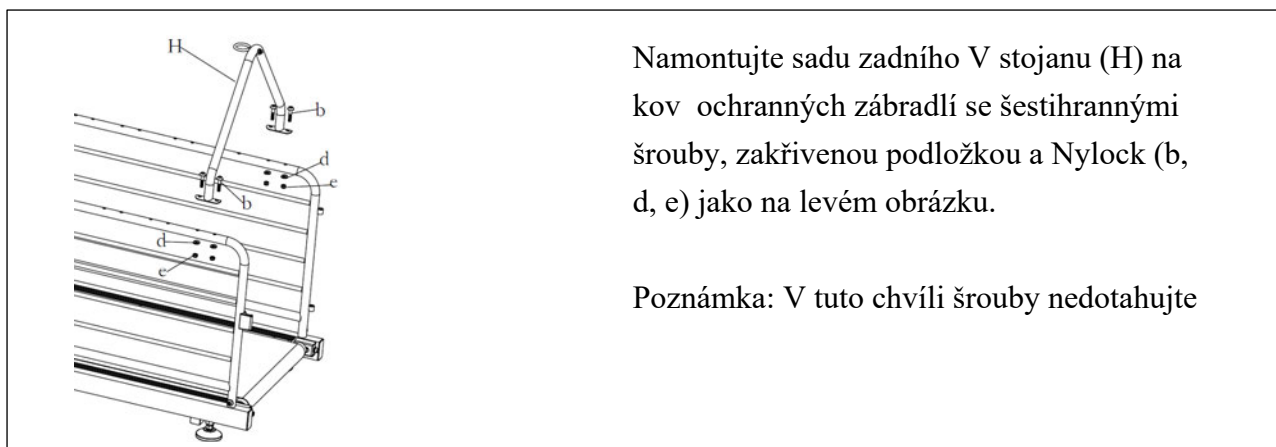 H
b
d
e
b
d
e
Namontujte sadu zadního V stojanu (H) na
kov  ochranných zábradlí se šestihrannými
šrouby, zakřivenou podložkou a Nylock (b,
d, e) jako na levém obrázku.
Poznámka: V tuto chvíli šrouby nedotahujte